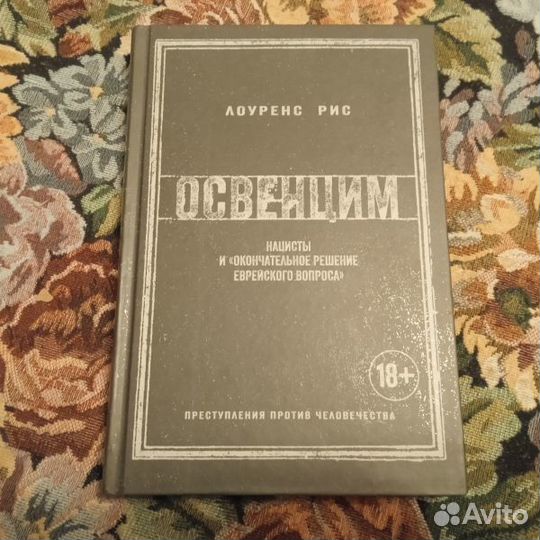 ЛОУРЕНС РИС
ОСВЕНЦИМ
НАЦИСТЫ
И «ОКОНЧАТЕЛЬНОЕ РЕШЕНИЕ
ЕВРЕЙСКОГО ВОПРОСА»
18+
ПРЕСТУПЛЕНИЯ ПРОТИВ ЧЕЛОВЕЧЕСТВА
Avito